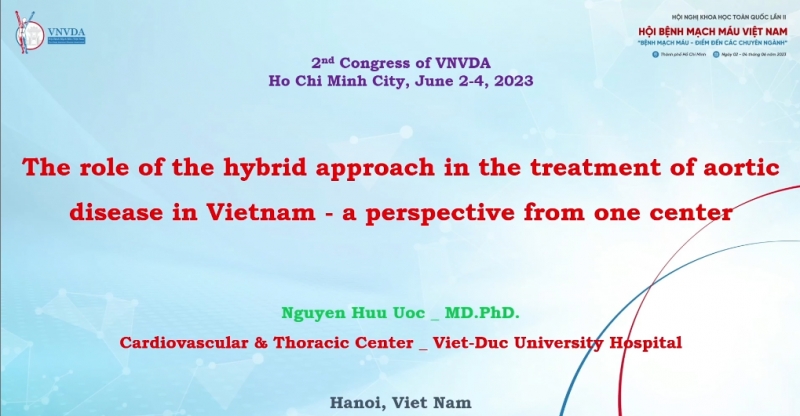 VNVDA
HỘI NGHỊ KHOA HỌC TOÀN QUỐC LẦN II
HỘI BỆNH MẠCH MÁU VIỆT NAM
"BỆNH MẠCH MÁU - ĐIỂM ĐẾN CÁC CHUYÊN NGÀNH"
Thành phố Hồ Chí Minh Ngày 02 - 04 tháng 06 năm 2023
2nd Congress of VNVDA
Ho Chi Minh City, June 2-4, 2023
The role of the hybrid approach in the treatment of aortic
disease in Vietnam - a perspective from one center
Nguyen Huu Uoc _ MD.PhD.
Cardiovascular & Thoracic Center _ Viet-Duc University Hospital
Hanoi, Viet Nam